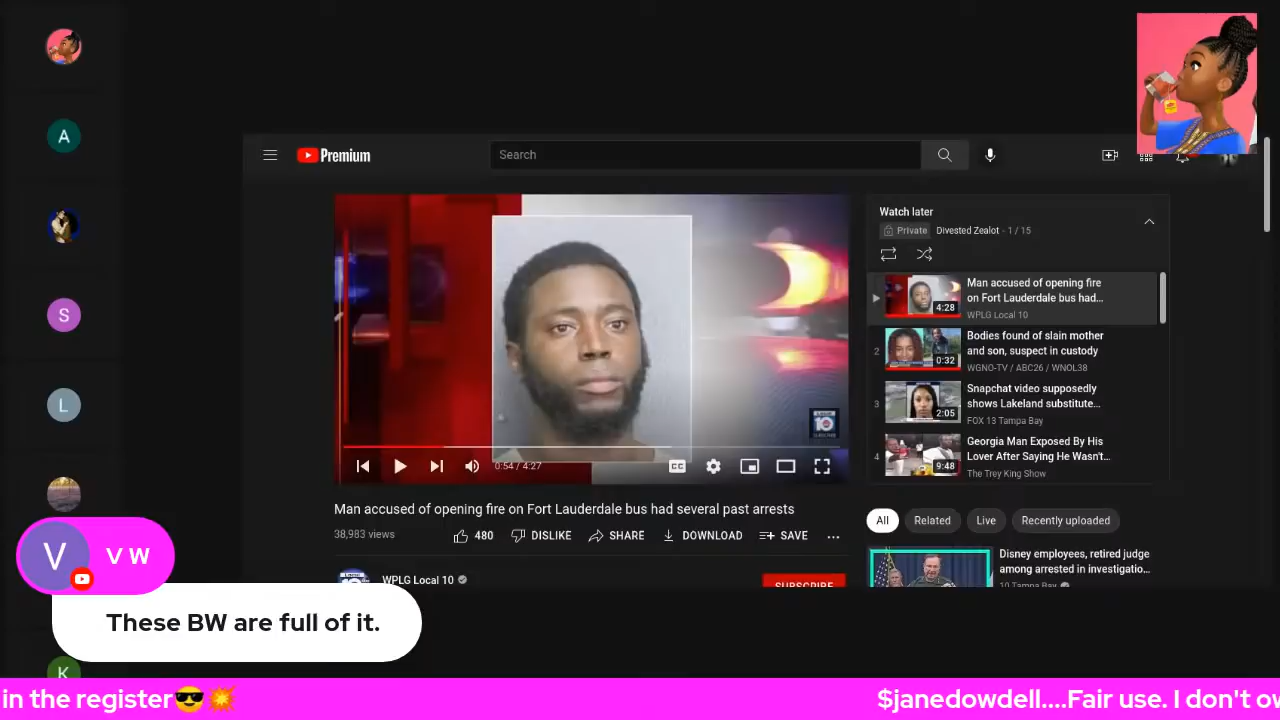 A
S
L
K
V
V W
These BW are full of it.
in the register😎💥
$janedowdell....Fair use. I don't ow
Premium
Search
0:54 / 4:27
CC
10
Man accused of opening fire on Fort Lauderdale bus had several past arrests
38,983 views
480
DISLIKE
SHARE
DOWNLOAD
SAVE
WPLG Local 10
SUBSCRIBE
Watch later
Private
Divested Zealot - 1 / 15
4:28
Man accused of opening fire
on Fort Lauderdale bus had...
WPLG Local 10
2
0:32
Bodies found of slain mother
and son, suspect in custody
WGNO-TV / ABC26 / WNOL38
3
2:05
Snapchat video supposedly
shows Lakeland substitute...
FOX 13 Tampa Bay
4
9:48
Georgia Man Exposed By His
Lover After Saying He Wasn't...
The Trey King Show
All
Related
Live
Recently uploaded
Disney employees, retired judge
among arrested in investigatio...
10 Tampa Bay